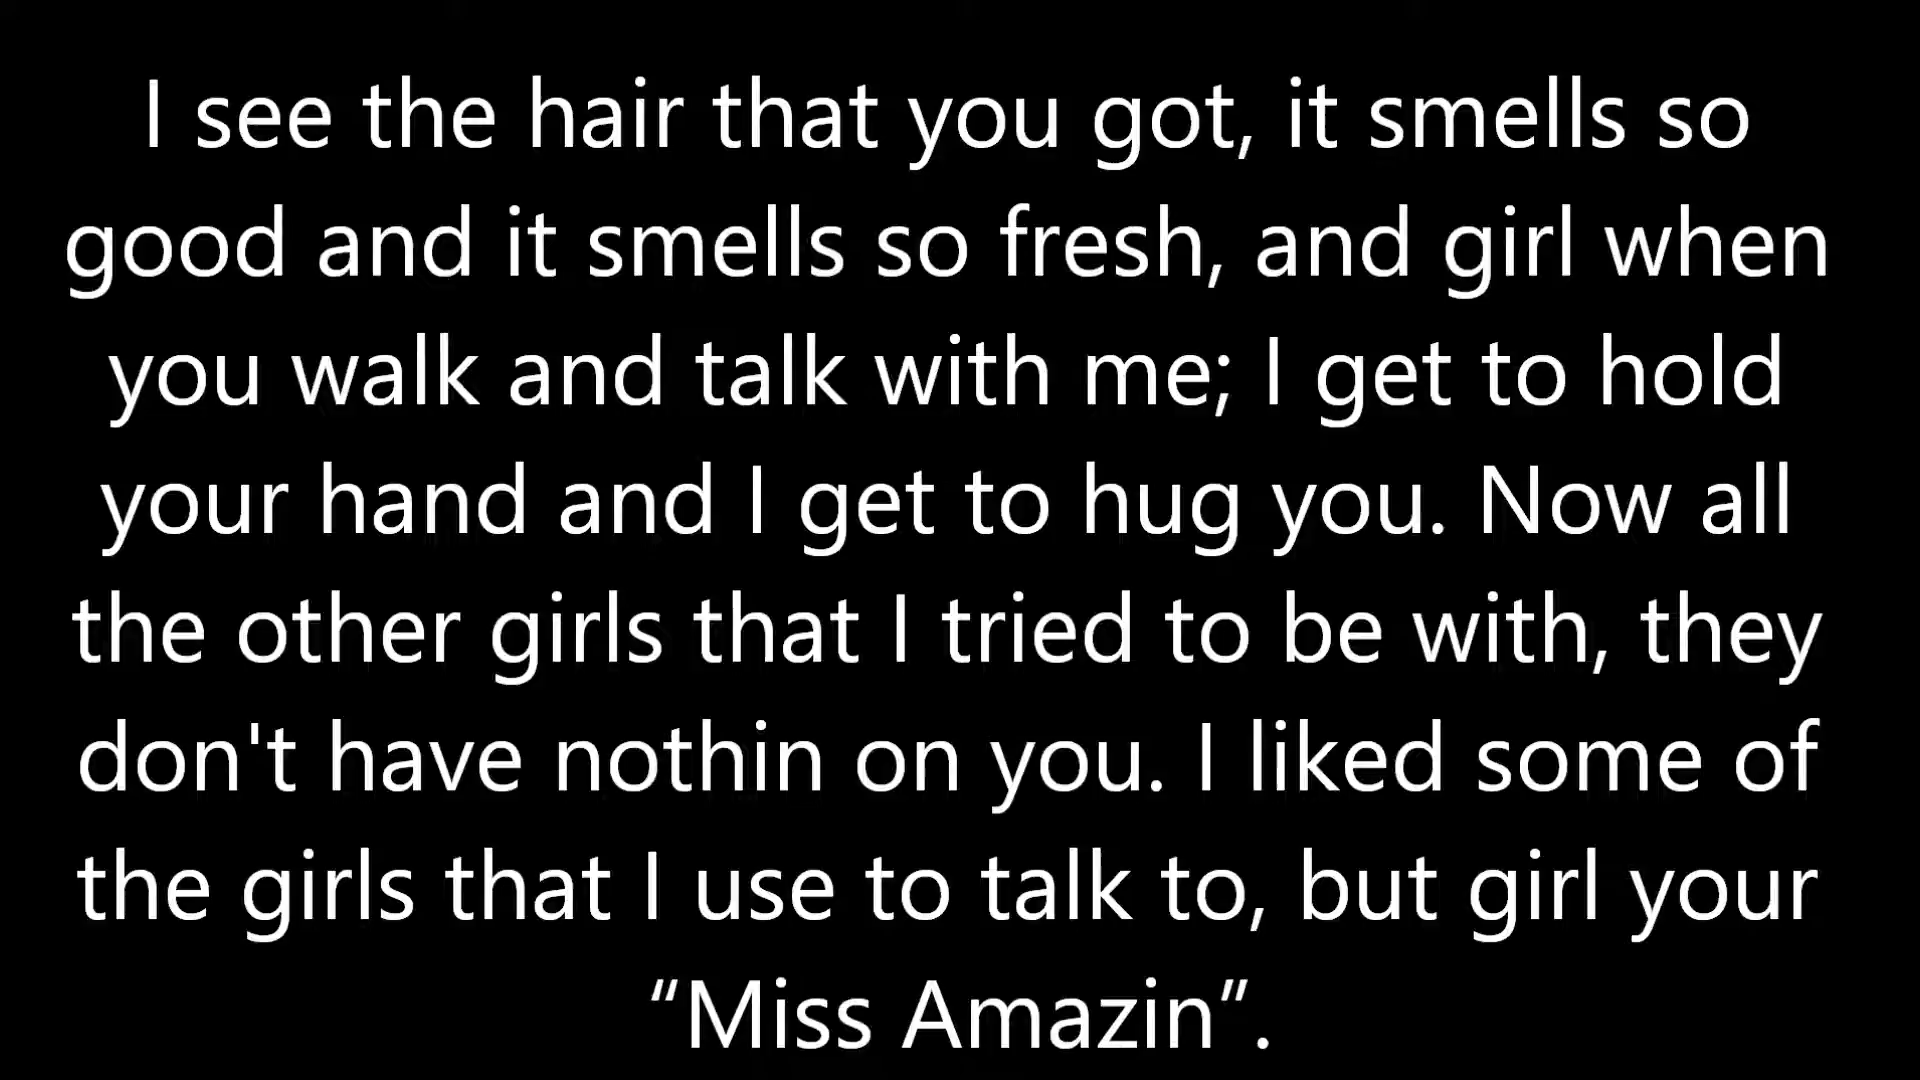 I see the hair that you got, it smells so
good and it smells so fresh, and girl when
you walk and talk with me; I get to hold
your hand and I get to hug you. Now all
the other girls that I tried to be with, they
don't have nothin on you. I liked some of
the girls that I use to talk to, but girl your
“Miss Amazin”.